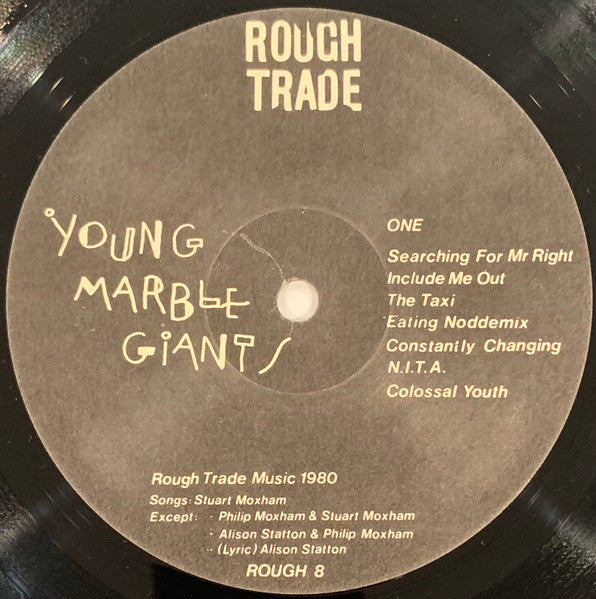 ROUGH
TRADE
YOUNG
MARBLE
GIANTS
ONE
Searching For Mr Right
Include Me Out
The Taxi
·Eating Noddemix
Constantly Changing
N.I.T.A.
Colossal Youth
Rough Trade Music 1980
Songs: Stuart Moxham
Except: · Philip Moxham & Stuart Moxham
· Alison Statton & Philip Moxham
·· (Lyric) Alison Statton
ROUGH 8